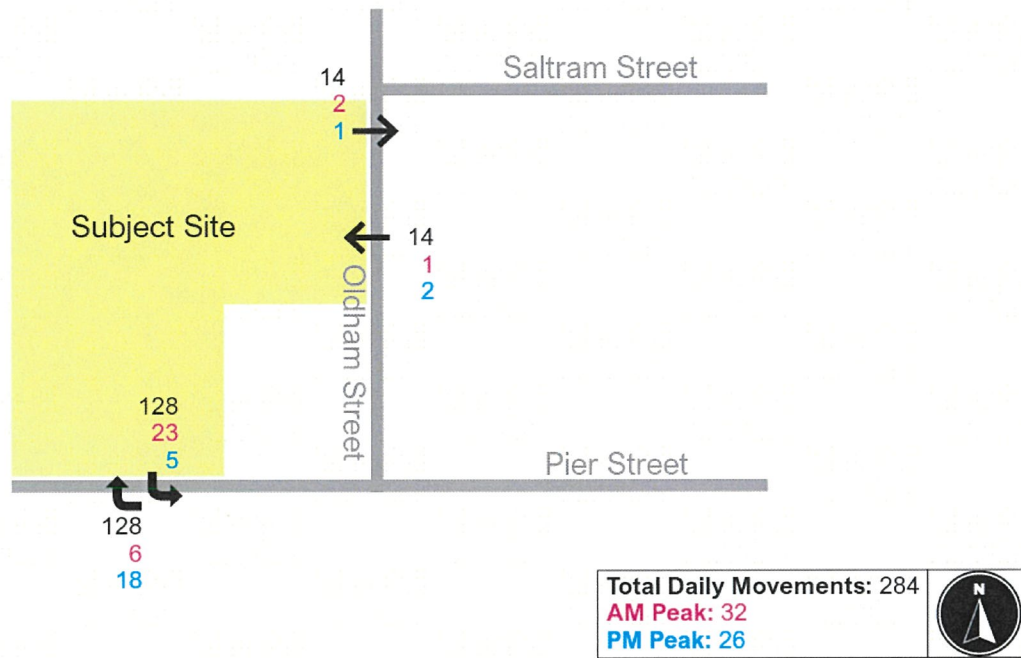 14
Saltram Street
2
1
Subject Site
14
1
2
Oldham Street
128
23
5
Pier Street
128
6
18
Total Daily Movements: 284
AM Peak: 32
PM Peak: 26
N